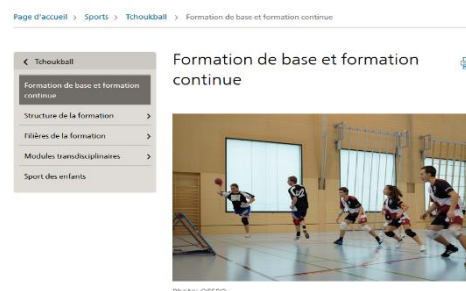 Page d'accueil > Sports > Tchoukball > Formation de base et formation continue
< Tchoukball
Formation de base et formation
continue
Structure de la formation >
Filières de la formation >
Modules transdisciplinaires >
Sport des enfants
Formation de base et formation
continue